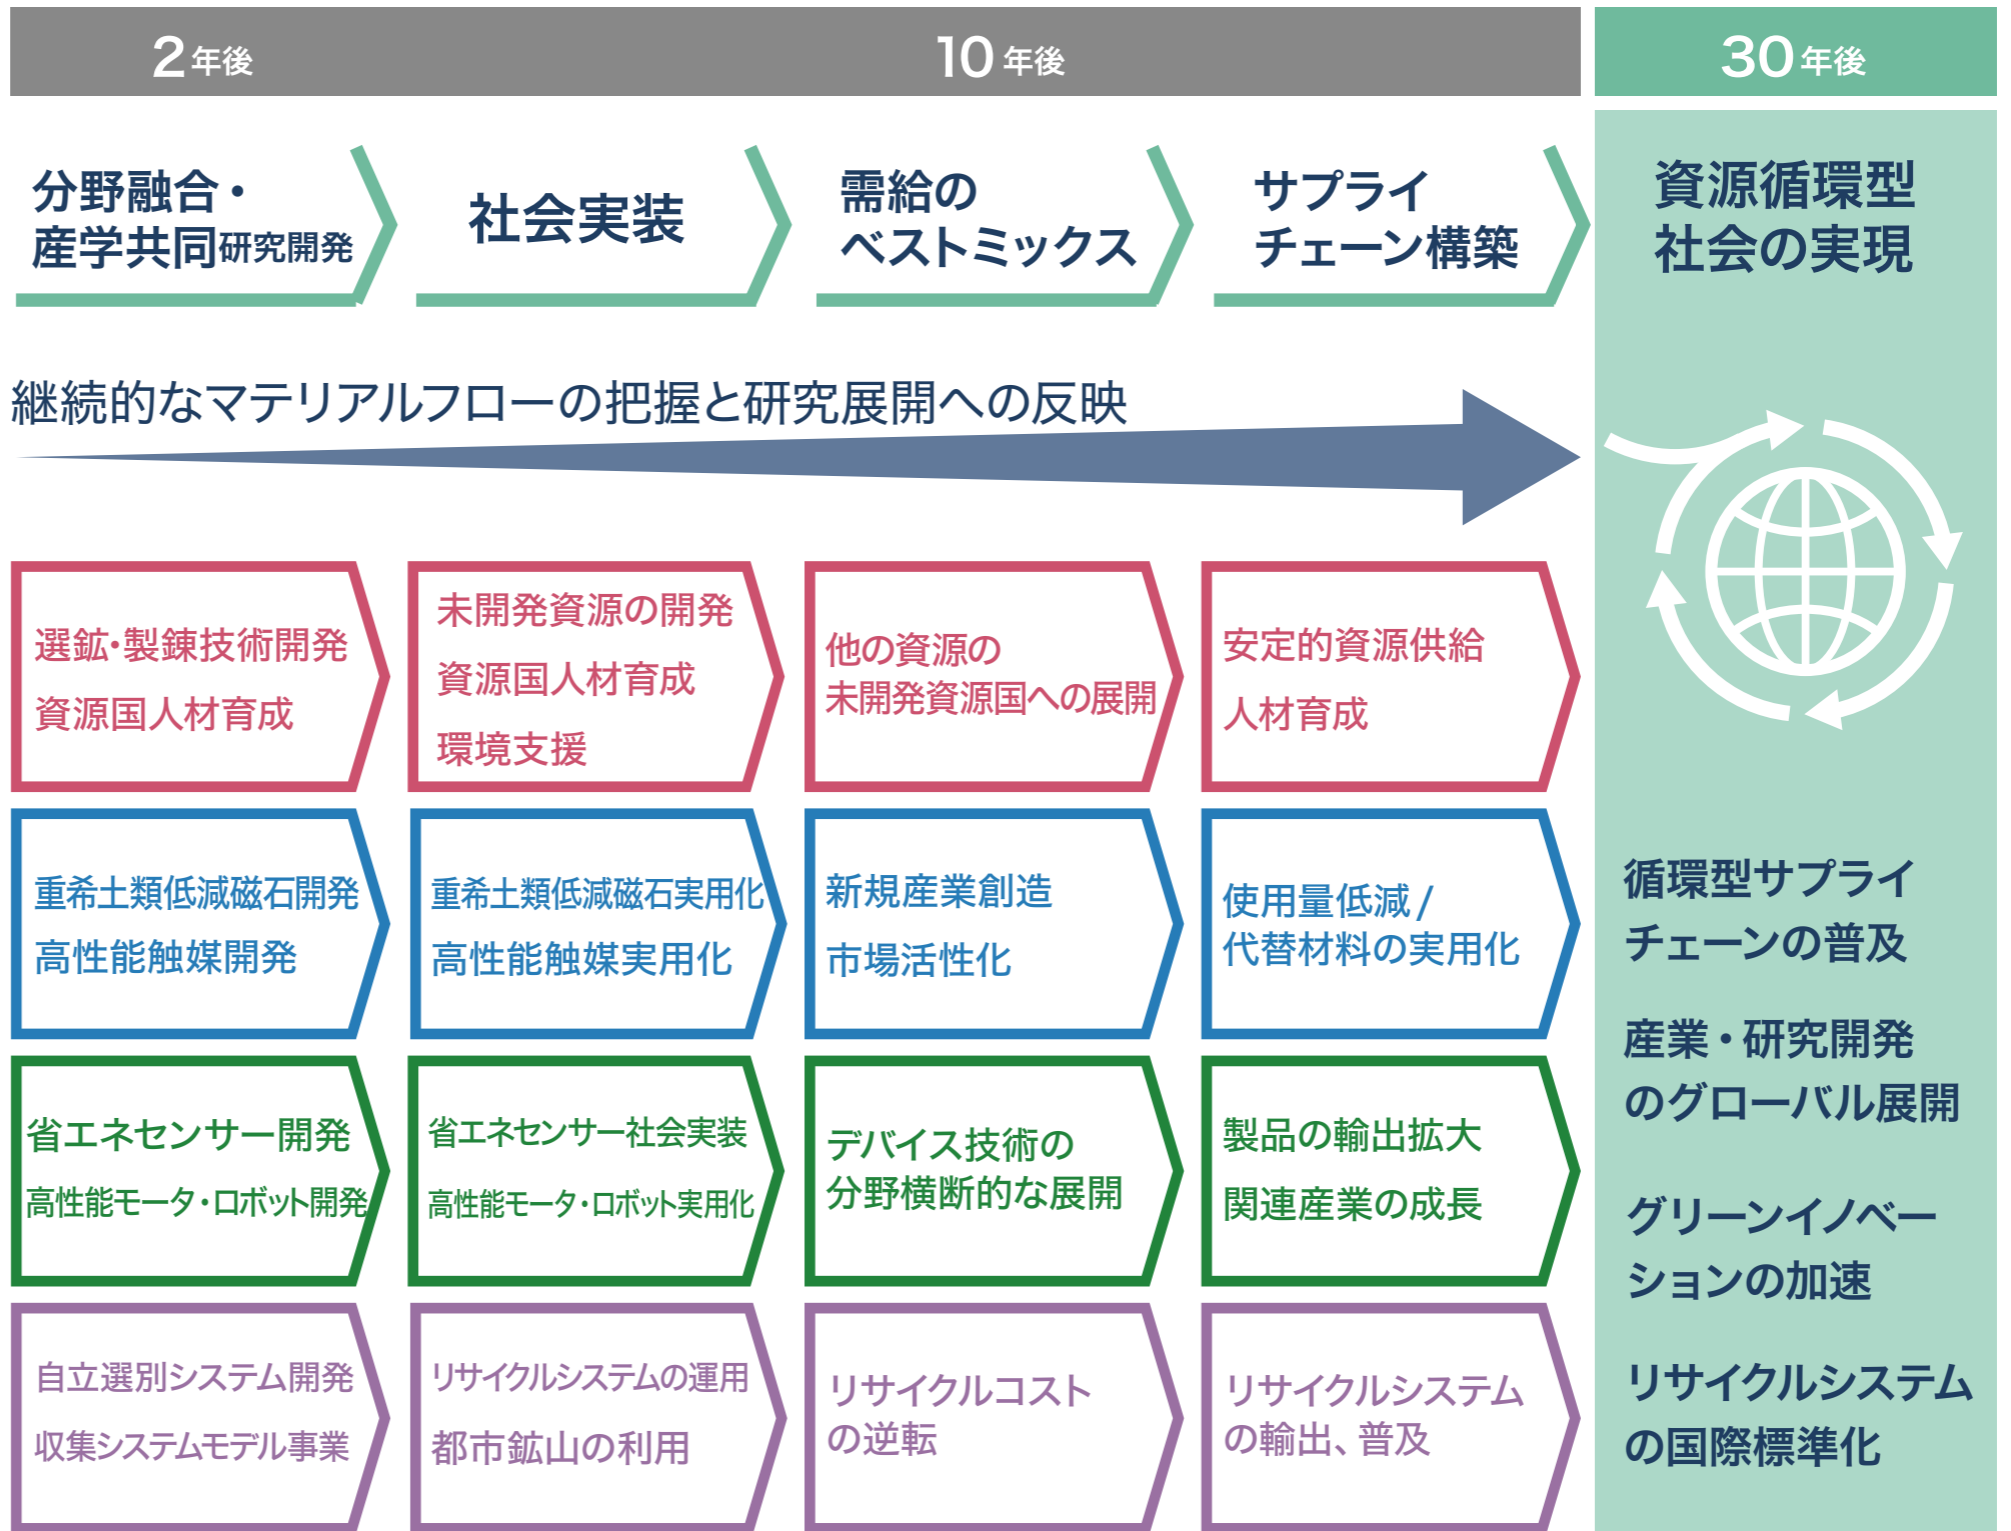 2年後
10年後
30年後
分野融合・
産学共同研究開発
社会実装
需給の
ベストミックス
サプライ
チェーン構築
資源循環型
社会の実現
継続的なマテリアルフローの把握と研究展開への反映
選鉱・製錬技術開発
資源国人材育成
未開発資源の開発
資源国人材育成
環境支援
他の資源の
未開発資源国への展開
安定的資源供給
人材育成
重希土類低減磁石開発
高性能触媒開発
重希土類低減磁石実用化
高性能触媒実用化
新規産業創造
市場活性化
使用量低減/
代替材料の実用化
省エネセンサー開発
高性能モータ・ロボット開発
省エネセンサー社会実装
高性能モータ・ロボット実用化
デバイス技術の
分野横断的な展開
製品の輸出拡大
関連産業の成長
自立選別システム開発
収集システムモデル事業
リサイクルシステムの運用
都市鉱山の利用
リサイクルコスト
の逆転
リサイクルシステム
の輸出、普及
循環型サプライ
チェーンの普及
産業・研究開発
のグローバル展開
グリーンイノベー
ションの加速
リサイクルシステム
の国際標準化